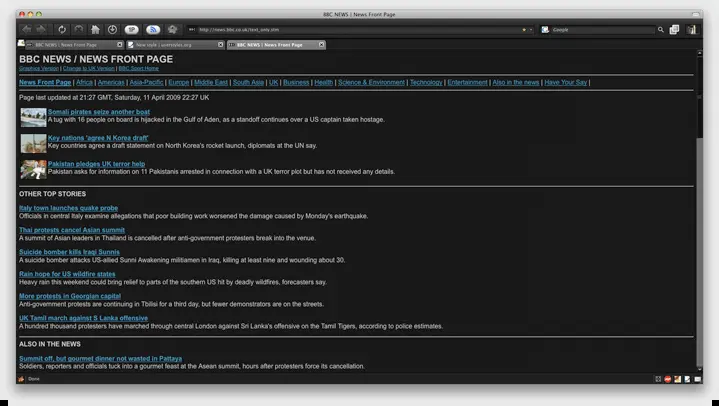 BBC NEWS | News Front Page
http://news.bbc.co.uk/text_only.stm
Google
BBC NEWS | News Front Page
New style | userstyles.org
BBC NEWS | News Front Page
BBC NEWS / NEWS FRONT PAGE
Graphics Version | Change to UK Version | BBC Sport Home
News Front Page | Africa | Americas | Asia-Pacific | Europe | Middle East | South Asia | UK | Business | Health | Science & Environment | Technology | Entertainment | Also in the news | Have Your Say |
Page last updated at 21:27 GMT, Saturday, 11 April 2009 22:27 UK
Somali pirates seize another boat
A tug with 16 people on board is hijacked in the Gulf of Aden, as a standoff continues over a US captain taken hostage.
Key nations 'agree N Korea draft'
Key countries agree a draft statement on North Korea's rocket launch, diplomats at the UN say.
Pakistan pledges UK terror help
Pakistan asks for information on 11 Pakistanis arrested in connection with a UK terror plot but has not received any details.
OTHER TOP STORIES
Italy town launches quake probe
Officials in central Italy examine allegations that poor building work worsened the damage caused by Monday's earthquake.
Thai protests cancel Asian summit
A summit of Asian leaders in Thailand is cancelled after anti-government protesters break into the venue.
Suicide bomber kills Iraqi Sunnis
A suicide bomber attacks US-allied Sunni Awakening militiamen in Iraq, killing at least nine and wounding about 30.
Rain hope for US wildfire states
Heavy rain this weekend could bring relief to parts of the southern US hit by deadly wildfires, forecasters say.
More protests in Georgian capital
Anti-government protests are continuing in Tbilisi for a third day, but fewer demonstrators are on the streets.
UK Tamil march against S Lanka offensive
A hundred thousand protesters have marched through central London against Sri Lanka's offensive on the Tamil Tigers, according to police estimates.
ALSO IN THE NEWS
Summit off, but gourmet dinner not wasted in Pattaya
Soldiers, reporters and officials tuck into a gourmet feast at the Asean summit, hours after protesters force its cancellation.
Done